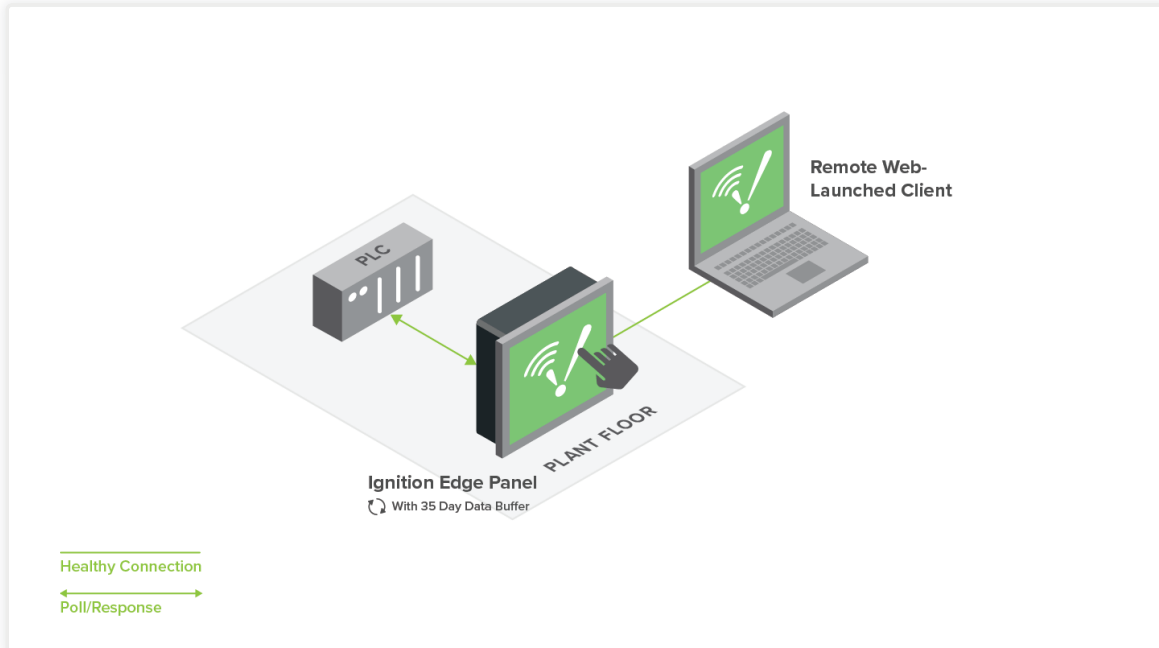 PLC
Remote Web-
Launched Client
PLANT FLOOR
Ignition Edge Panel
With 35 Day Data Buffer
Healthy Connection
Poll/Response